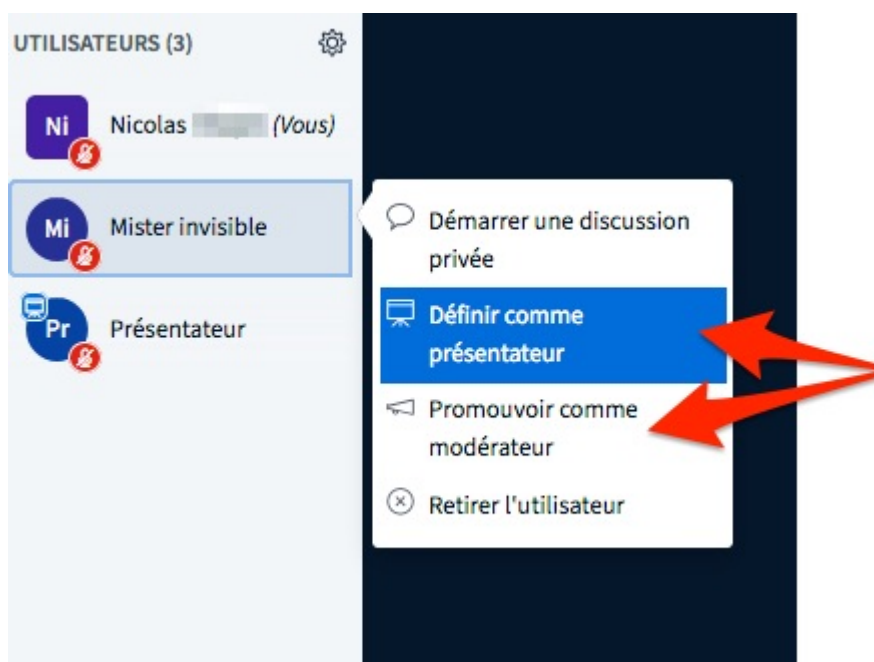 UTILISATEURS (3)
Ni
Nicolas (Vous)
Mi
Mister invisible
Pr
Présentateur
Démarrer une discussion
privée
Définir comme
présentateur
Promouvoir comme
modérateur
Retirer l'utilisateur